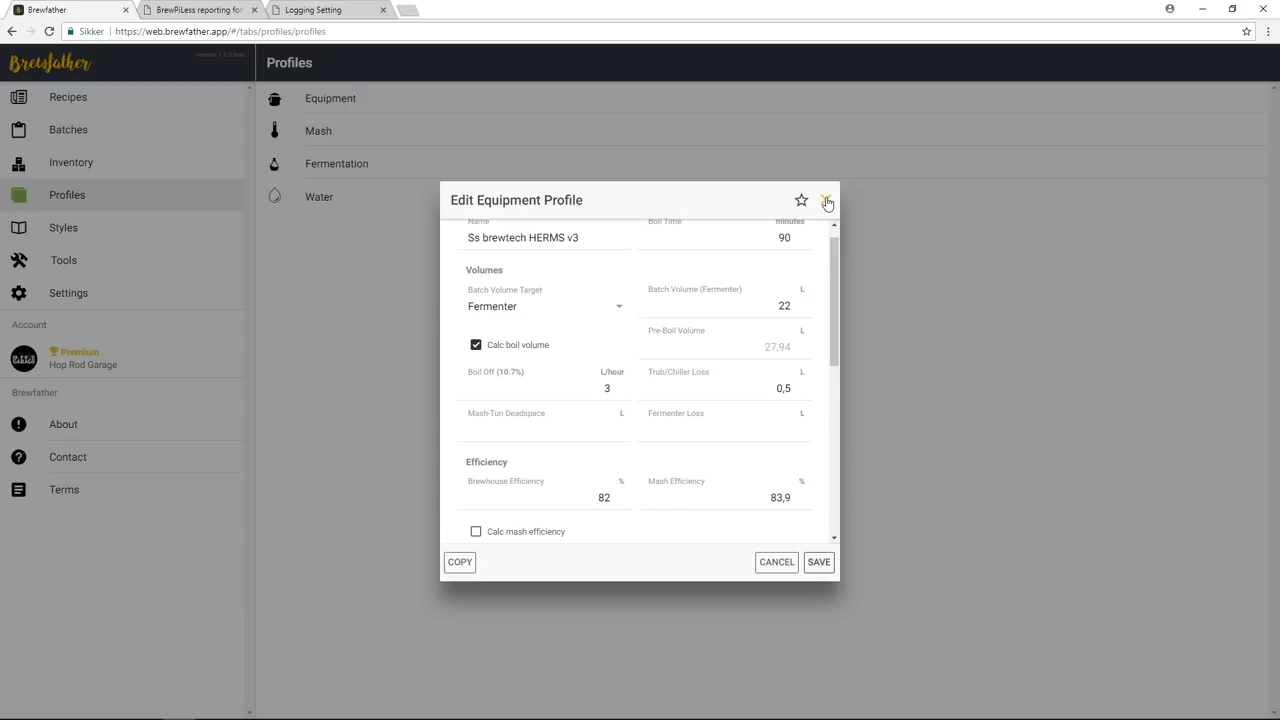 Brewfather
BrewPiLess reporting for
Logging Setting
Sikker
https://web.brewfather.app/#/tabs/profiles/profiles
Brewfather
Profiles
Recipes
Batches
Inventory
Profiles
Styles
Tools
Settings
Account
Premium
Hop Rod Garage
Brewfather
About
Contact
Terms
Equipment
Mash
Fermentation
Water
Edit Equipment Profile
Name
Boil Time
minutes
Ss brewtech HERMS v3
90
Volumes
Batch Volume Target
Batch Volume (Fermenter)
L
Fermenter
22
Pre-Boil Volume
L
Calc boil volume
27,94
Boil Off (10.7%)
L/hour
Trub/Chiller Loss
L
3
0,5
Mash-Tun Deadspace
L
Fermenter Loss
L
Efficiency
Brewhouse Efficiency
%
Mash Efficiency
%
82
83,9
Calc mash efficiency
COPY
CANCEL
SAVE